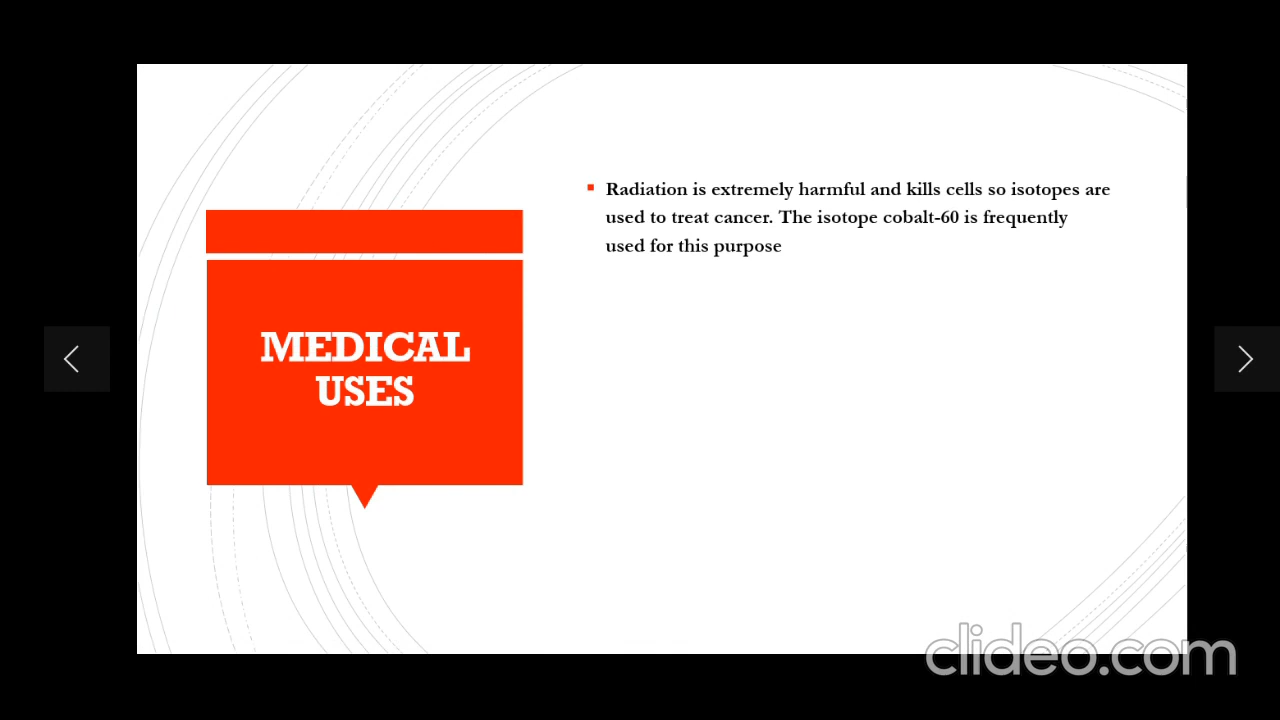 MEDICAL
USES
Radiation is extremely harmful and kills cells so isotopes are
used to treat cancer. The isotope cobalt-60 is frequently
used for this purpose
clideo.com